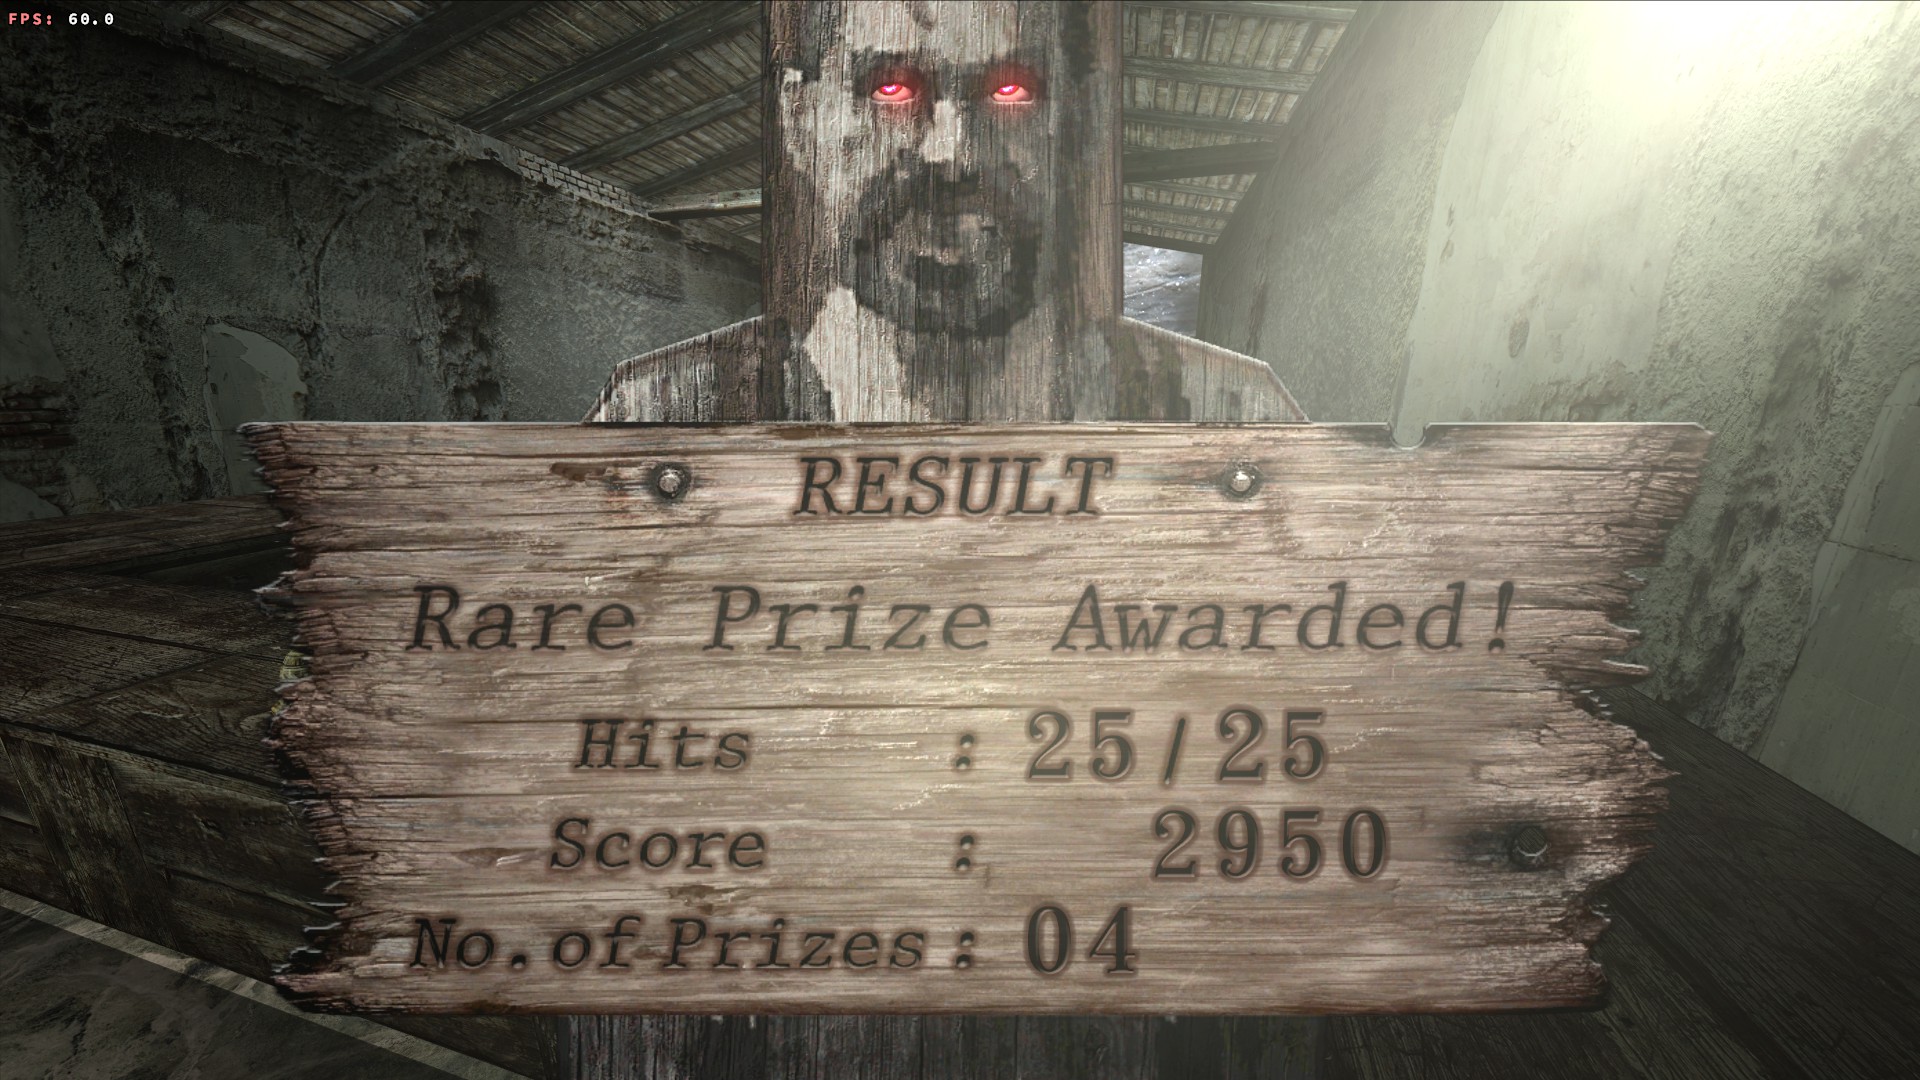 FPS: 60.0
RESULT
Rare Prize Awarded!
Hits : 25/25
Score : 2950
No. of Prizes: 04